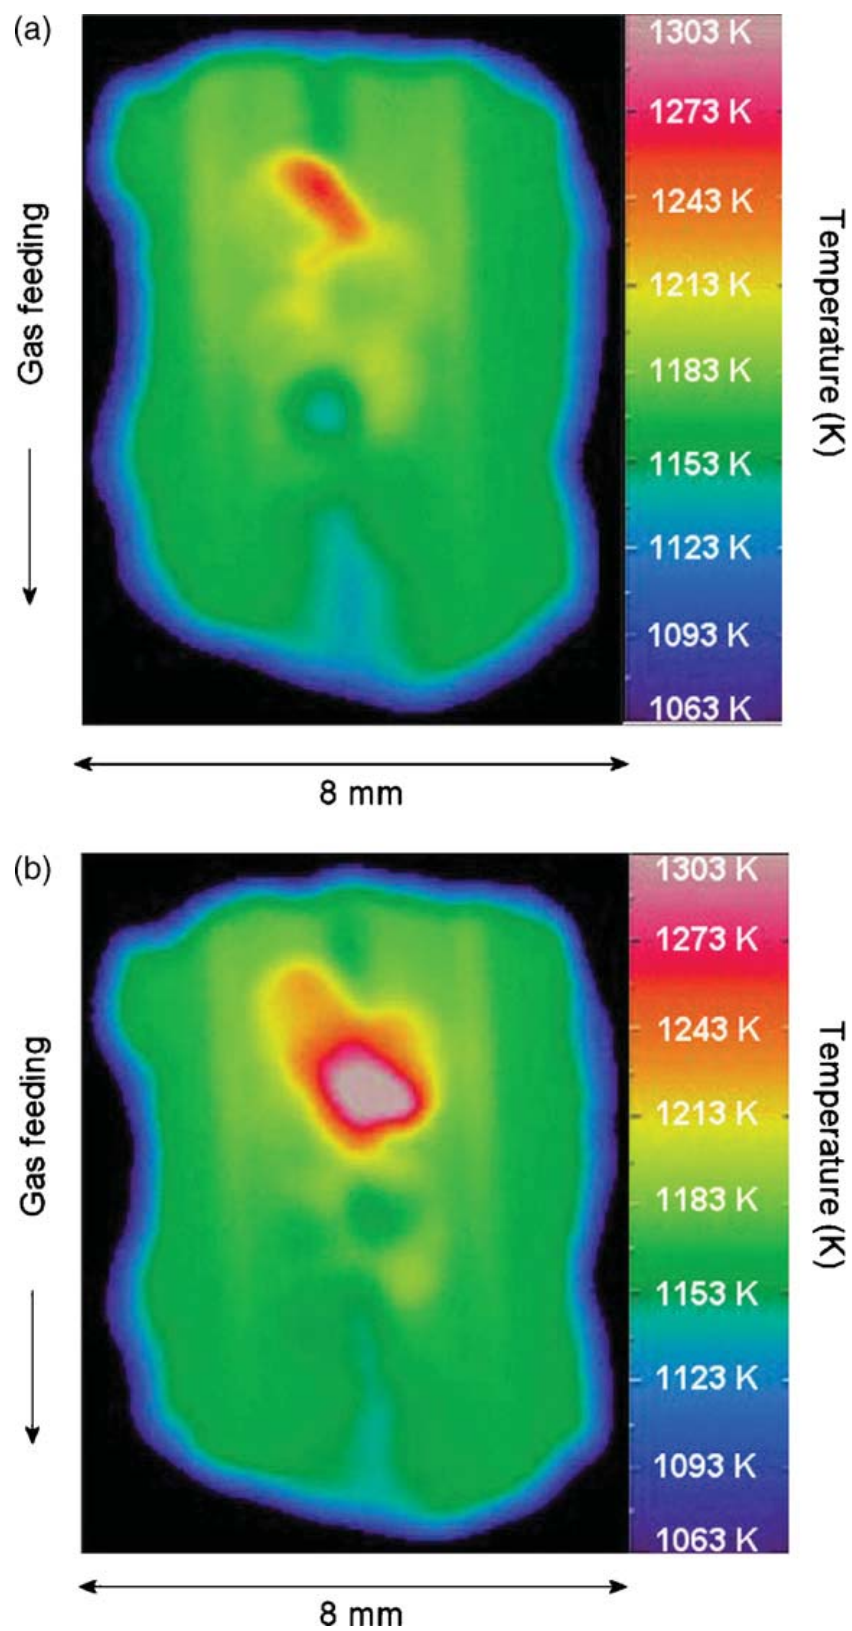 (a)
Gas feeding
1303 K
1273 K
1243 K
1213 K
1183 K
1153 K
1123 K
1093 K
1063 K
Temperature (K)
8 mm
(b)
Gas feeding
1303 K
1273 K
1243 K
1213 K
1183 K
1153 K
1123 K
1093 K
1063 K
Temperature (K)
8 mm